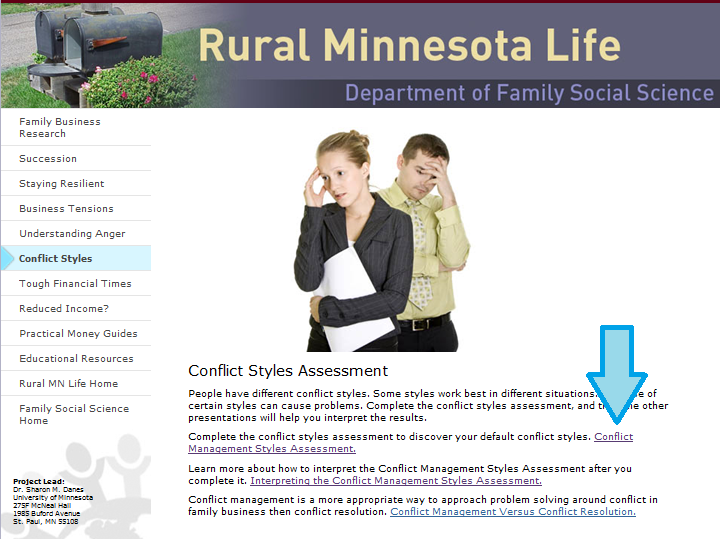 Rural Minnesota Life
Department of Family Social Science
Family Business
Research
Succession
Staying Resilient
Business Tensions
Understanding Anger
Conflict Styles
Tough Financial Times
Reduced Income?
Practical Money Guides
Educational Resources
Rural MN Life Home
Family Social Science
Home
Project Lead:
Dr. Sharon M. Danes
University of Minnesota
275F McNeal Hall
1985 Buford Avenue
St. Paul, MN 55108
Conflict Styles Assessment
People have different conflict styles. Some styles work best in different situations. of
certain styles can cause problems. Complete the conflict styles assessment, and other
presentations will help you interpret the results.
Complete the conflict styles assessment to discover your default conflict styles. Conflict
Management Styles Assessment.
Learn more about how to interpret the Conflict Management Styles Assessment after you
complete it. Interpreting the Conflict Management Styles Assessment.
Conflict management is a more appropriate way to approach problem solving around conflict in
family business then conflict resolution. Conflict Management Versus Conflict Resolution.